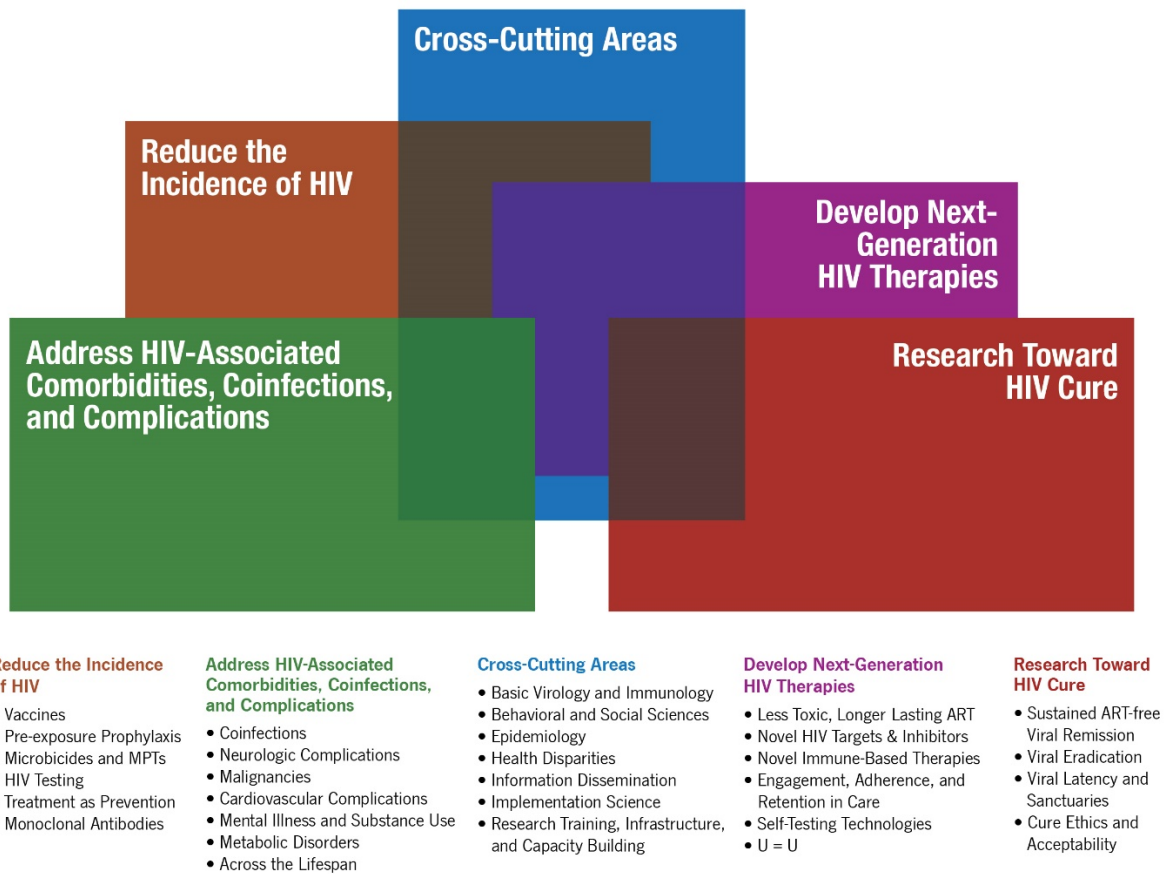 Cross-Cutting Areas
Reduce the
Incidence of HIV
Develop Next-
Generation
HIV Therapies
Address HIV-Associated
Comorbidities, Coinfections,
and Complications
Research Toward
HIV Cure
Reduce the Incidence
of HIV
Vaccines
Pre-exposure Prophylaxis
Microbicides and MPTs
HIV Testing
Treatment as Prevention
Monoclonal Antibodies
Address HIV-Associated
Comorbidities, Coinfections,
and Complications
• Coinfections
• Neurologic Complications
• Malignancies
• Cardiovascular Complications
• Mental Illness and Substance Use
• Metabolic Disorders
• Across the Lifespan
Cross-Cutting Areas
• Basic Virology and Immunology
• Behavioral and Social Sciences
• Epidemiology
• Health Disparities
• Information Dissemination
• Implementation Science
• Research Training, Infrastructure,
and Capacity Building
Develop Next-Generation
HIV Therapies
• Less Toxic, Longer Lasting ART
• Novel HIV Targets & Inhibitors
• Novel Immune-Based Therapies
• Engagement, Adherence, and
Retention in Care
• Self-Testing Technologies
• U = U
Research Toward
HIV Cure
• Sustained ART-free
Viral Remission
• Viral Eradication
• Viral Latency and
Sanctuaries
• Cure Ethics and
Acceptability